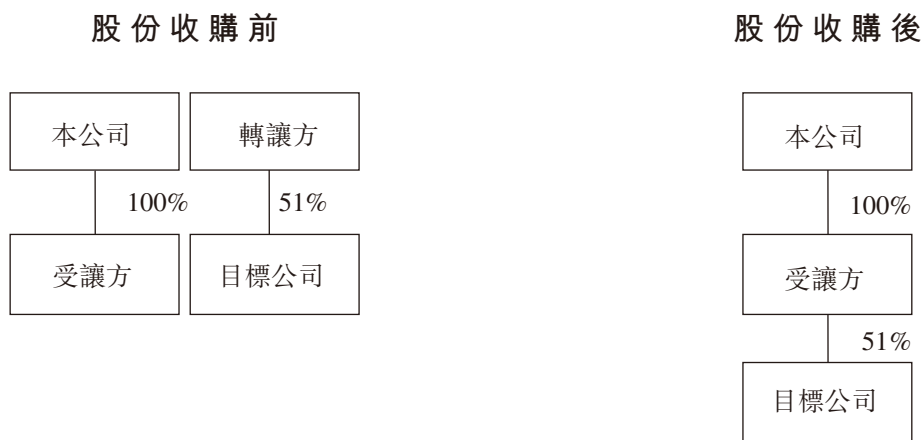 股份收購前
本公司
轉讓方
100%
51%
受讓方
目標公司
股份收購後
本公司
100%
受讓方
51%
目標公司